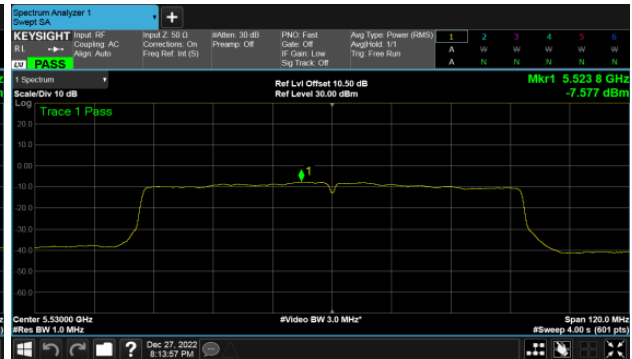 Spectrum Analyzer 1
Swept SA
+
KEYSIGHT Input: RF Input Z: 50 Ω #Atten: 30 dB PNO: Fast Avg Type: Power (RMS) 1 2 3 4 5 6
RL Coupling: AC Corrections: On Preamp: Off Gate: Off Avg|Hold: 1/1 A W W W W W
Align: Auto Freq Ref: Int (S) IF Gain: Low Trig: Free Run
LXI PASS Sig Track: Off A N N N N N
1 Spectrum Ref Lvl Offset 10.50 dB Mkr1 5.523 8 GHz
Scale/Div 10 dB Ref Level 30.00 dBm -7.577 dBm
Log
Trace 1 Pass
20.0
10.0
0.00
1
-10.0
-20.0
-30.0
-40.0
-50.0
-60.0
Center 5.53000 GHz #Video BW 3.0 MHz* Span 120.0 MHz
#Res BW 1.0 MHz #Sweep 4.00 s (601 pts)
? Dec 27, 2022
8:13:57 PM